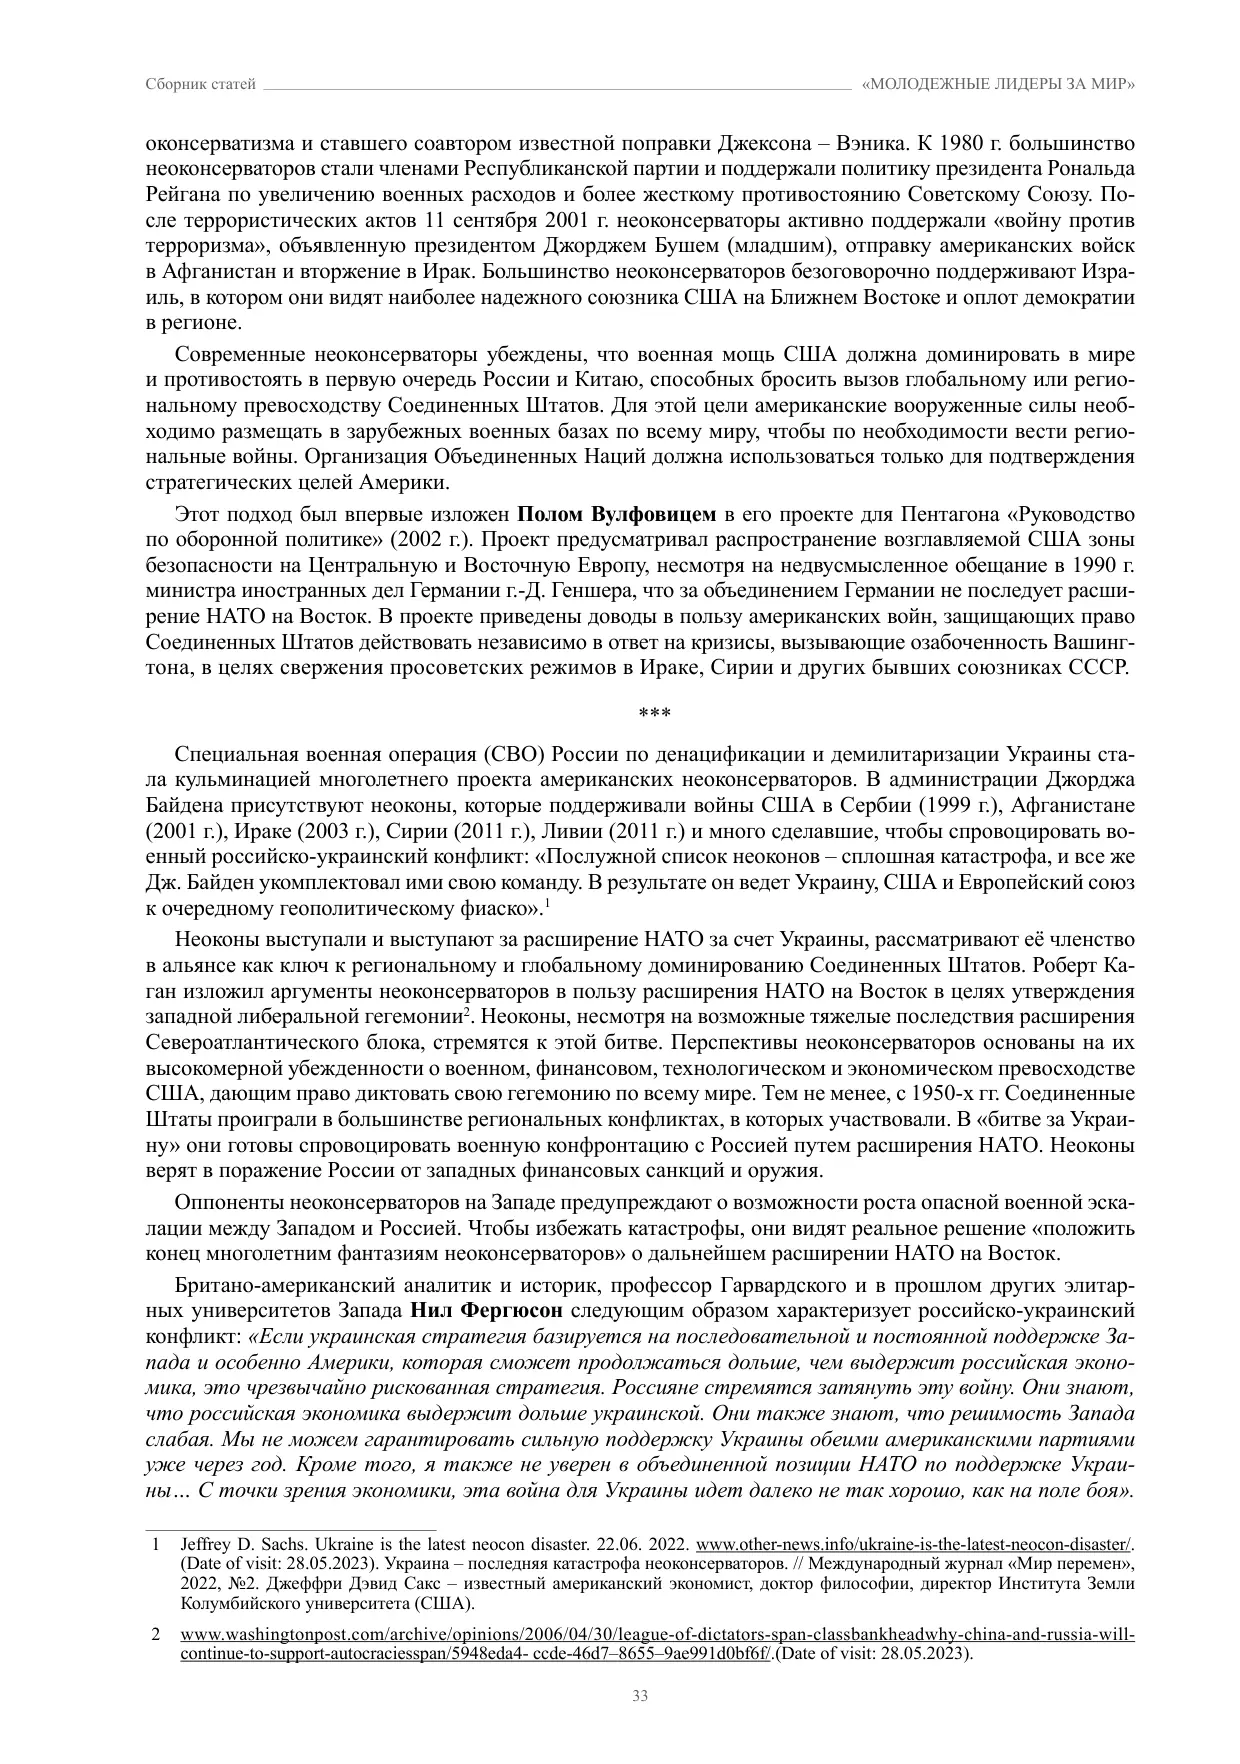 Сборник статей «МОЛОДЕЖНЫЕ ЛИДЕРЫ ЗА МИР»
оконсерватизма и ставшего соавтором известной поправки Джексона – Вэника. К 1980 г. большинство
неоконсерваторов стали членами Республиканской партии и поддержали политику президента Рональда
Рейгана по увеличению военных расходов и более жесткому противостоянию Советскому Союзу. По-
сле террористических актов 11 сентября 2001 г. неоконсерваторы активно поддержали «войну против
терроризма», объявленную президентом Джорджем Бушем (младшим), отправку американских войск
в Афганистан и вторжение в Ирак. Большинство неоконсерваторов безоговорочно поддерживают Изра-
иль, в котором они видят наиболее надежного союзника США на Ближнем Востоке и оплот демократии
в регионе.
Современные неоконсерваторы убеждены, что военная мощь США должна доминировать в мире
и противостоять в первую очередь России и Китаю, способных бросить вызов глобальному или регио-
нальному превосходству Соединенных Штатов. Для этой цели американские вооруженные силы необ-
ходимо размещать в зарубежных военных базах по всему миру, чтобы по необходимости вести регио-
нальные войны. Организация Объединенных Наций должна использоваться только для подтверждения
стратегических целей Америки.
Этот подход был впервые изложен Полом Вулфовицем в его проекте для Пентагона «Руководство
по оборонной политике» (2002 г.). Проект предусматривал распространение возглавляемой США зоны
безопасности на Центральную и Восточную Европу, несмотря на недвусмысленное обещание в 1990 г.
министра иностранных дел Германии г.-Д. Геншера, что за объединением Германии не последует расши-
рение НАТО на Восток. В проекте приведены доводы в пользу американских войн, защищающих право
Соединенных Штатов действовать независимо в ответ на кризисы, вызывающие озабоченность Вашинг-
тона, в целях свержения просоветских режимов в Ираке, Сирии и других бывших союзниках СССР.
***
Специальная военная операция (СВО) России по денацификации и демилитаризации Украины ста-
ла кульминацией многолетнего проекта американских неоконсерваторов. В администрации Джорджа
Байдена присутствуют неоконы, которые поддерживали войны США в Сербии (1999 г.), Афганистане
(2001 г.), Ираке (2003 г.), Сирии (2011 г.), Ливии (2011 г.) и много сделавшие, чтобы спровоцировать во-
енный российско-украинский конфликт: «Послужной список неоконов – сплошная катастрофа, и все же
Дж. Байден укомплектовал ими свою команду. В результате он ведет Украину, США и Европейский союз
к очередному геополитическому фиаско».1
Неоконы выступали и выступают за расширение НАТО за счет Украины, рассматривают её членство
в альянсе как ключ к региональному и глобальному доминированию Соединенных Штатов. Роберт Ка-
ган изложил аргументы неоконсерваторов в пользу расширения НАТО на Восток в целях утверждения
западной либеральной гегемонии2. Неоконы, несмотря на возможные тяжелые последствия расширения
Североатлантического блока, стремятся к этой битве. Перспективы неоконсерваторов основаны на их
высокомерной убежденности о военном, финансовом, технологическом и экономическом превосходстве
США, дающим право диктовать свою гегемонию по всему мире. Тем не менее, с 1950-х гг. Соединенные
Штаты проиграли в большинстве региональных конфликтах, в которых участвовали. В «битве за Украи-
ну» они готовы спровоцировать военную конфронтацию с Россией путем расширения НАТО. Неоконы
верят в поражение России от западных финансовых санкций и оружия.
Оппоненты неоконсерваторов на Западе предупреждают о возможности роста опасной военной эска-
лации между Западом и Россией. Чтобы избежать катастрофы, они видят реальное решение «положить
конец многолетним фантазиям неоконсерваторов» о дальнейшем расширении НАТО на Восток.
Британо-американский аналитик и историк, профессор Гарвардского и в прошлом других элитар-
ных университетов Запада Нил Фергюсон следующим образом характеризует российско-украинский
конфликт: «Если украинская стратегия базируется на последовательной и постоянной поддержке За-
пада и особенно Америки, которая сможет продолжаться дольше, чем выдержит российская эконо-
мика, это чрезвычайно рискованная стратегия. Россияне стремятся затянуть эту войну. Они знают,
что российская экономика выдержит дольше украинской. Они также знают, что решимость Запада
слабая. Мы не можем гарантировать сильную поддержку Украины обеими американскими партиями
уже через год. Кроме того, я также не уверен в объединенной позиции НАТО по поддержке Украи-
ны… С точки зрения экономики, эта война для Украины идет далеко не так хорошо, как на поле боя».
1 Jeffrey D. Sachs. Ukraine is the latest neocon disaster. 22.06. 2022. www.other-news.info/ukraine-is-the-latest-neocon-disaster/.
(Date of visit: 28.05.2023). Украина – последняя катастрофа неоконсерваторов. // Международный журнал «Мир перемен»,
2022, №2. Джеффри Дэвид Сакс – известный американский экономист, доктор философии, директор Института Земли
Колумбийского университета (США).
2 www.washingtonpost.com/archive/opinions/2006/04/30/league-of-dictators-span-classbankheadwhy-china-and-russia-will-
continue-to-support-autocraciesspan/5948eda4- ccde-46d7–8655–9ae991d0bf6f/.(Date of visit: 28.05.2023).
33